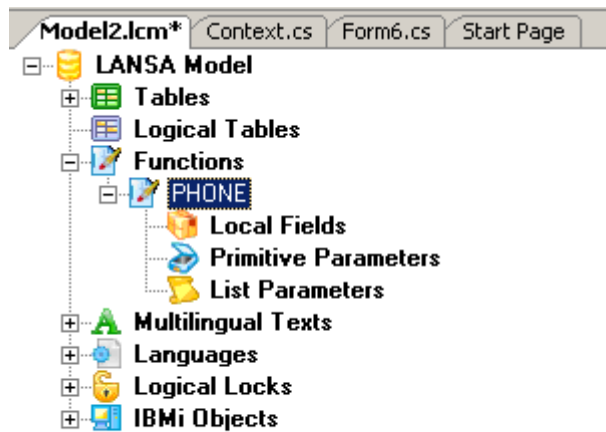 Model2.lcm* Context.cs Form6.cs Start Page
LANSA Model
Tables
Logical Tables
Functions
PHONE
Local Fields
Primitive Parameters
List Parameters
Multilingual Texts
Languages
Logical Locks
IBMi Objects